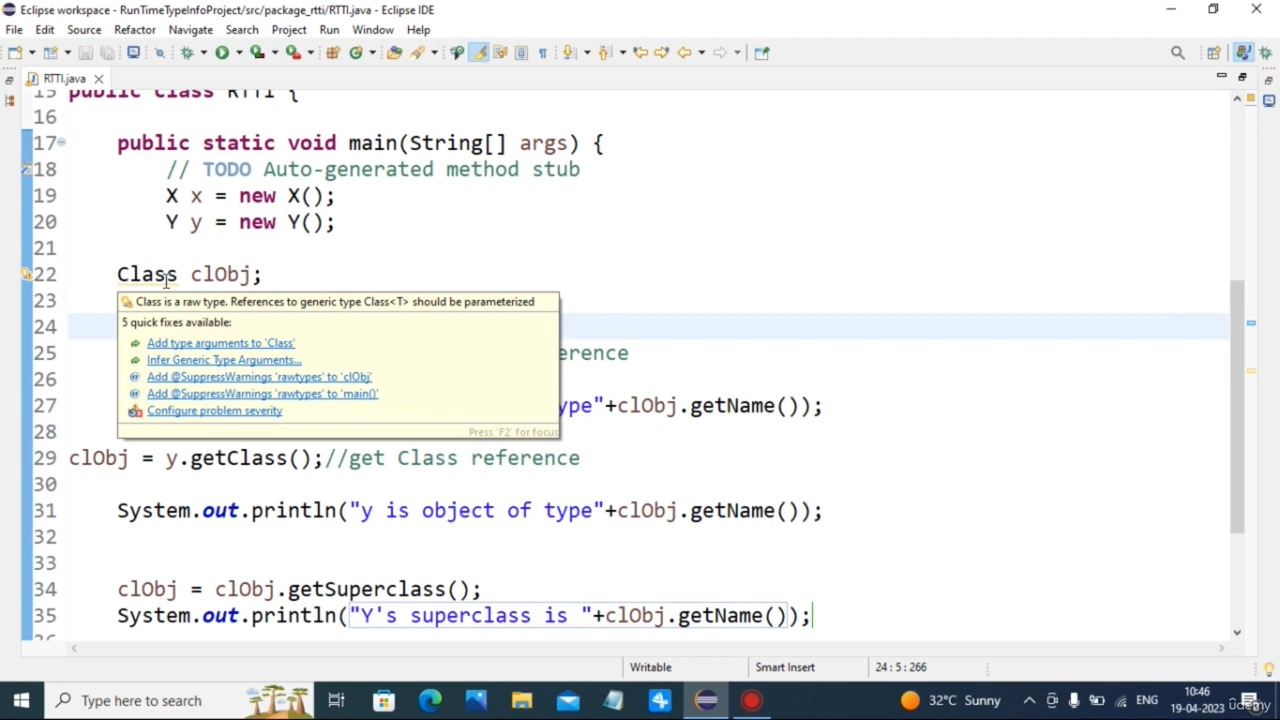 Eclipse workspace - RunTimeTypeInfoProject/src/package_rtti/RTTI.java - Eclipse IDE
File Edit Source Refactor Navigate Search Project Run Window Help
RTTI.java
15 public class RTTI {
16
17 public static void main(String[] args) {
18 // TODO Auto-generated method stub
19 X x = new X();
20 Y y = new Y();
21
22 Class clObj;
23
Class is a raw type. References to generic type Class<T> should be parameterized
5 quick fixes available:
24
Add type arguments to 'Class'
25 erence
Infer Generic Type Arguments...
26
Add @SuppressWarnings 'rawtypes' to 'clObj'
Add @SuppressWarnings 'rawtypes' to 'main()'
27 ype"+clObj.getName());
Configure problem severity
28
Press 'F2' for focus
29 clObj = y.getClass();//get Class reference
30
31 System.out.println("y is object of type"+clObj.getName());
32
33
34 clObj = clObj.getSuperclass();
35 System.out.println("Y's superclass is "+clObj.getName());
36
Writable Smart Insert 24 : 5 : 266
Type here to search 32°C Sunny ENG 10:46
19-04-2023
udemy